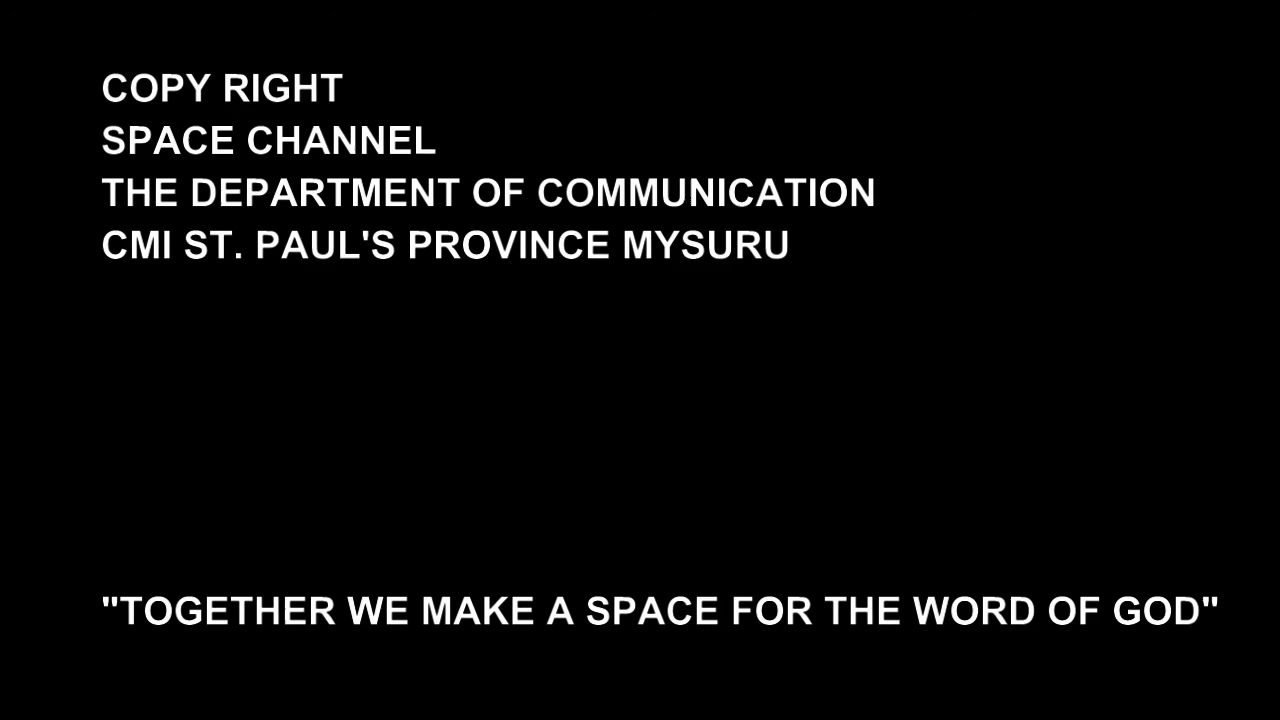 COPY RIGHT
SPACE CHANNEL
THE DEPARTMENT OF COMMUNICATION
CMI ST. PAUL'S PROVINCE MYSURU
"TOGETHER WE MAKE A SPACE FOR THE WORD OF GOD"